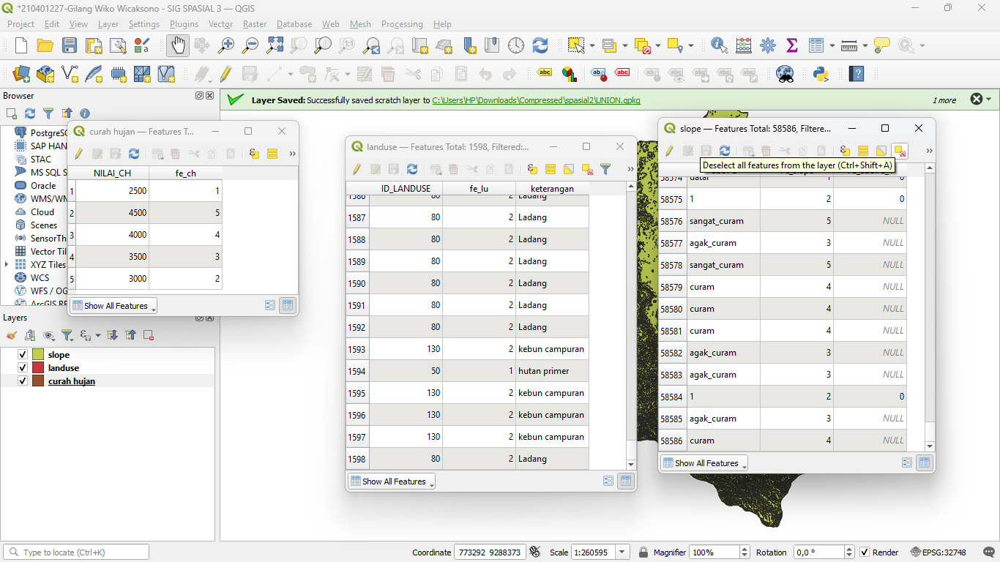 *210401227-Gilang Wiko Wicaksono - SIG SPASIAL 3 — QGIS
Project Edit View Layer Settings Plugins Vector Raster Database Web Mesh Processing Help
Browser
Layer Saved: Successfully saved scratch layer to C:\Users\HP\Downloads\Compressed\spasial2\UNION.gpkg
1 more
PostgreSQ
SAP HAN
STAC
MS SQL S
Oracle
WMS/WM
Cloud
Scenes
SensorTh
Vector Til
XYZ Tiles
WCS
WFS / OG
ArcGIS RE
curah hujan — Features T...
NILAI_CH fe_ch
1 2500 1
2 4500 5
3 4000 4
4 3500 3
5 3000 2
Show All Features
Layers
slope
landuse
curah hujan
landuse — Features Total: 1598, Filtered:...
ID_LANDUSE fe_lu keterangan
1586 80 2 Ladang
1587 80 2 Ladang
1588 80 2 Ladang
1589 80 2 Ladang
1590 80 2 Ladang
1591 80 2 Ladang
1592 80 2 Ladang
1593 130 2 kebun campuran
1594 50 1 hutan primer
1595 130 2 kebun campuran
1596 130 2 kebun campuran
1597 130 2 kebun campuran
1598 80 2 Ladang
Show All Features
slope — Features Total: 58586, Filtere...
Deselect all features from the layer (Ctrl+Shift+A)
58574 datar 1 0
58575 1 2 0
58576 sangat_curam 5 NULL
58577 agak_curam 3 NULL
58578 sangat_curam 5 NULL
58579 curam 4 NULL
58580 curam 4 NULL
58581 curam 4 NULL
58582 agak_curam 3 NULL
58583 agak_curam 3 NULL
58584 1 2 0
58585 agak_curam 3 NULL
58586 curam 4 NULL
Show All Features
Type to locate (Ctrl+K)
Coordinate 773292 9288373 Scale 1:260595 Magnifier 100% Rotation 0,0 ° Render EPSG:32748